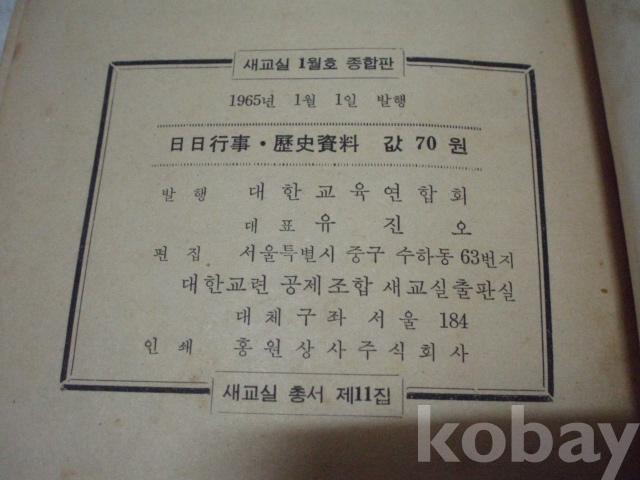 새교실 1월호 종합판
1965년 1월 1일 발행
日日行事・歷史資料 값 70 원
발행 대한교육연합회
대표 유진오
편집 서울특별시 중구 수하동 63번지
대한교련 공제조합 새교실출판실
대체구좌 서울 184
인쇄 홍원상사주식회사
새교실 총서 제11집
kobay